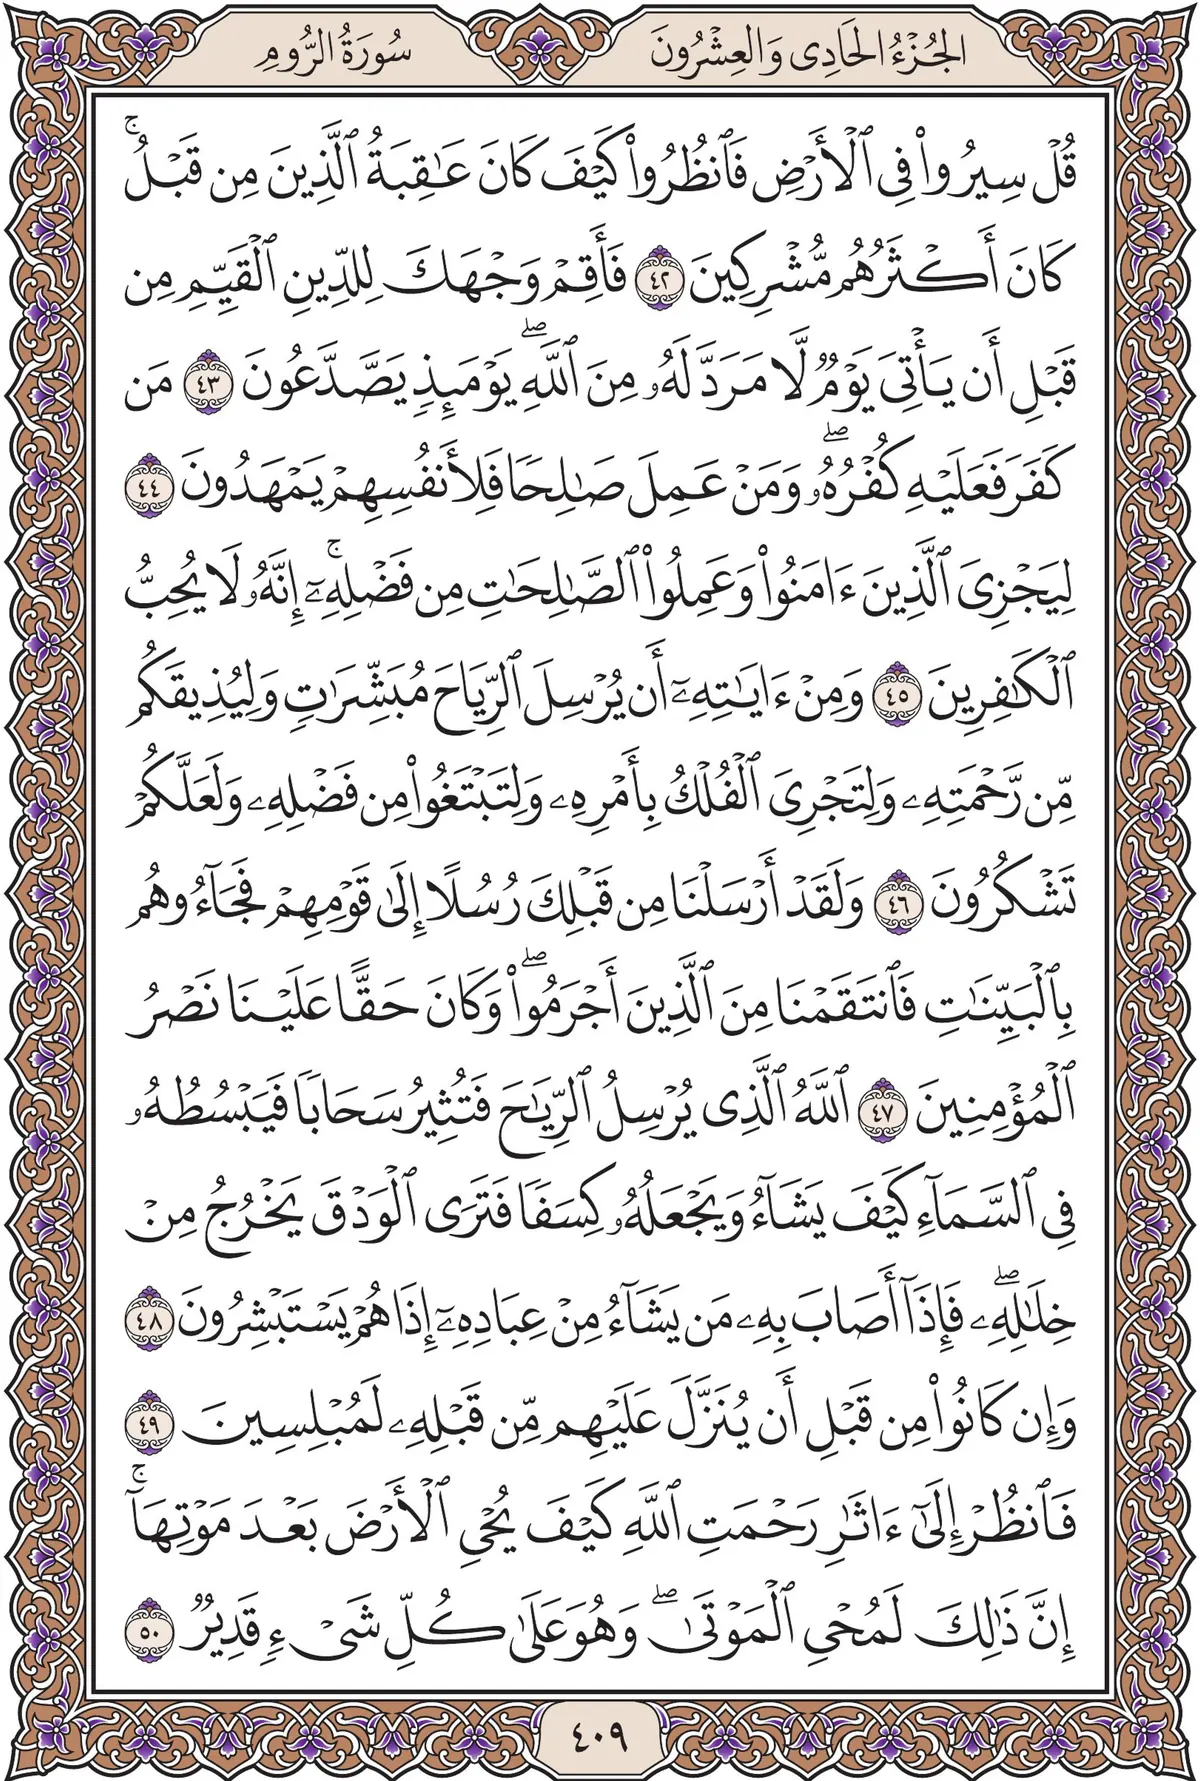 الجُزْءُ الحَادِي وَالعِشْرُونَ
سُورَةُ الرُّومِ
قُلْ سِيرُواْ فِي ٱلْأَرْضِ فَٱنظُرُواْ كَيْفَ كَانَ عَٰقِبَةُ ٱلَّذِينَ مِن قَبْلُۚ
كَانَ أَكْثَرُهُم مُّشْرِكِينَ ٤٢ فَأَقِمْ وَجْهَكَ لِلدِّينِ ٱلْقَيِّمِ مِن
قَبْلِ أَن يَأْتِيَ يَوْمٌ لَّا مَرَدَّ لَهُۥ مِنَ ٱللَّهِۖ يَوْمَئِذٍ يَصَّدَّعُونَ ٤٣ مَن
كَفَرَ فَعَلَيْهِ كُفْرُهُۥۖ وَمَنْ عَمِلَ صَٰلِحًا فَلِأَنفُسِهِمْ يَمْهَدُونَ ٤٤
لِيَجْزِيَ ٱلَّذِينَ ءَامَنُواْ وَعَمِلُواْ ٱلصَّٰلِحَٰتِ مِن فَضْلِهِۦٓۚ إِنَّهُۥ لَا يُحِبُّ
ٱلْكَٰفِرِينَ ٤٥ وَمِنْ ءَايَٰتِهِۦٓ أَن يُرْسِلَ ٱلرِّيَاحَ مُبَشِّرَٰتٍ وَلِيُذِيقَكُم
مِّن رَّحْمَتِهِۦ وَلِتَجْرِيَ ٱلْفُلْكُ بِأَمْرِهِۦ وَلِتَبْتَغُواْ مِن فَضْلِهِۦ وَلَعَلَّكُمْ
تَشْكُرُونَ ٤٦ وَلَقَدْ أَرْسَلْنَا مِن قَبْلِكَ رُسُلًا إِلَىٰ قَوْمِهِمْ فَجَآءُوهُم
بِٱلْبَيِّنَٰتِ فَٱنتَقَمْنَا مِنَ ٱلَّذِينَ أَجْرَمُواْۖ وَكَانَ حَقًّا عَلَيْنَا نَصْرُ
ٱلْمُؤْمِنِينَ ٤٧ ٱللَّهُ ٱلَّذِي يُرْسِلُ ٱلرِّيَٰحَ فَتُثِيرُ سَحَابًا فَيَبْسُطُهُۥ
فِي ٱلسَّمَآءِ كَيْفَ يَشَآءُ وَيَجْعَلُهُۥ كِسَفًا فَتَرَى ٱلْوَدْقَ يَخْرُجُ مِنْ
خِلَٰلِهِۦۖ فَإِذَآ أَصَابَ بِهِۦ مَن يَشَآءُ مِنْ عِبَادِهِۦٓ إِذَا هُمْ يَسْتَبْشِرُونَ ٤٨
وَإِن كَانُواْ مِن قَبْلِ أَن يُنَزَّلَ عَلَيْهِم مِّن قَبْلِهِۦ لَمُبْلِسِينَ ٤٩
فَٱنظُرْ إِلَىٰٓ ءَاثَٰرِ رَحْمَتِ ٱللَّهِ كَيْفَ يُحْيِ ٱلْأَرْضَ بَعْدَ مَوْتِهَآۚ
إِنَّ ذَٰلِكَ لَمُحْيِ ٱلْمَوْتَىٰۖ وَهُوَ عَلَىٰ كُلِّ شَيْءٍ قَدِيرٌ ٥٠
٤٠٩